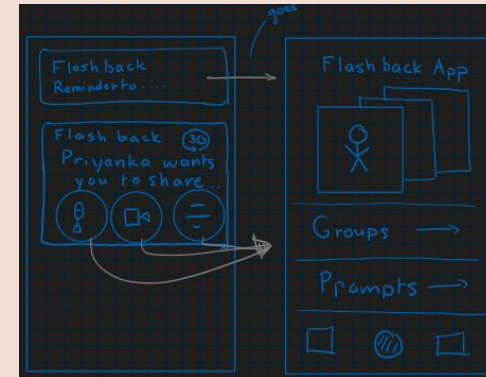 goes
Flash back
Reminder to ....
Flash back 30
Priyanka wants
you to share...
Flash back App
Groups
Prompts